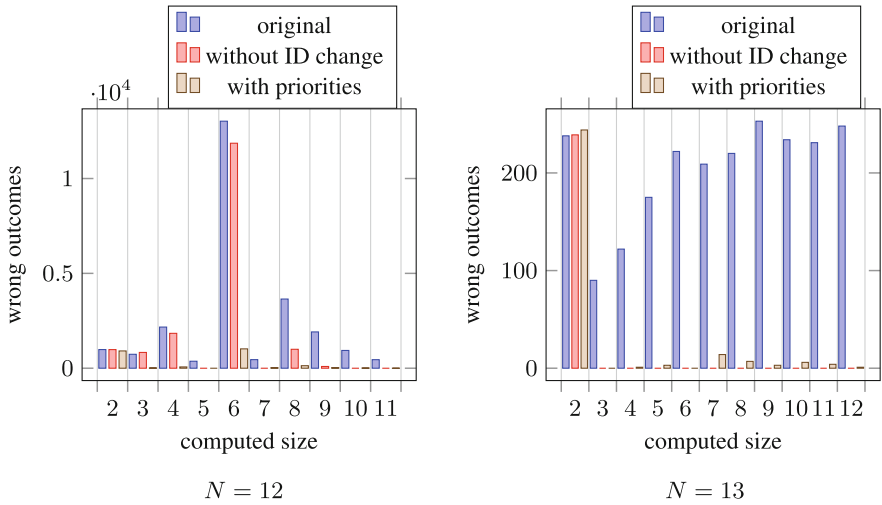 original
without ID change
with priorities
·10⁴
1
0.5
0
wrong outcomes
2 3 4 5 6 7 8 9 10 11
computed size
N = 12
original
without ID change
with priorities
200
100
0
wrong outcomes
2 3 4 5 6 7 8 9 10 11 12
computed size
N = 13